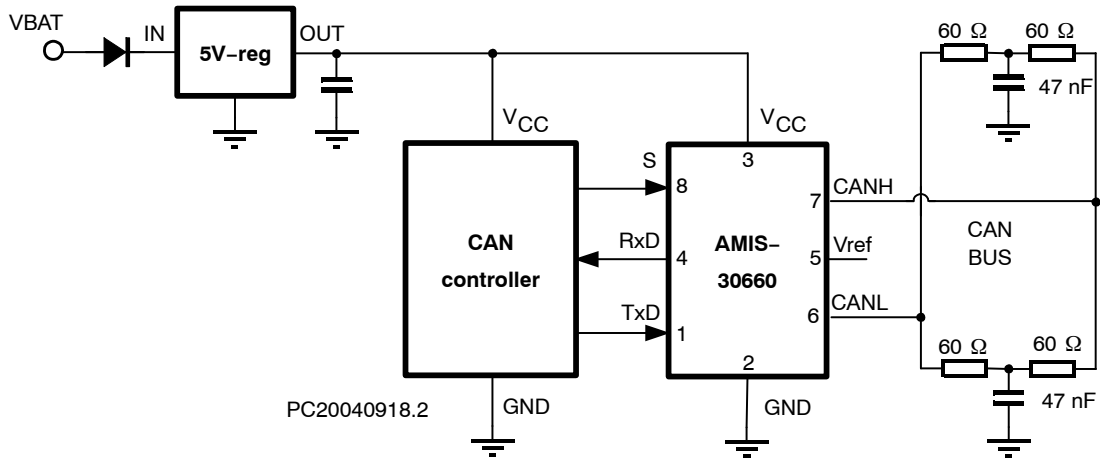 VBAT
IN
5V−reg
OUT
60 Ω
60 Ω
47 nF
VCC
VCC
CAN
controller
S
RxD
TxD
8
4
1
3
AMIS−
30660
2
7
5
6
CANH
Vref
CANL
CAN
BUS
60 Ω
60 Ω
47 nF
PC20040918.2
GND
GND